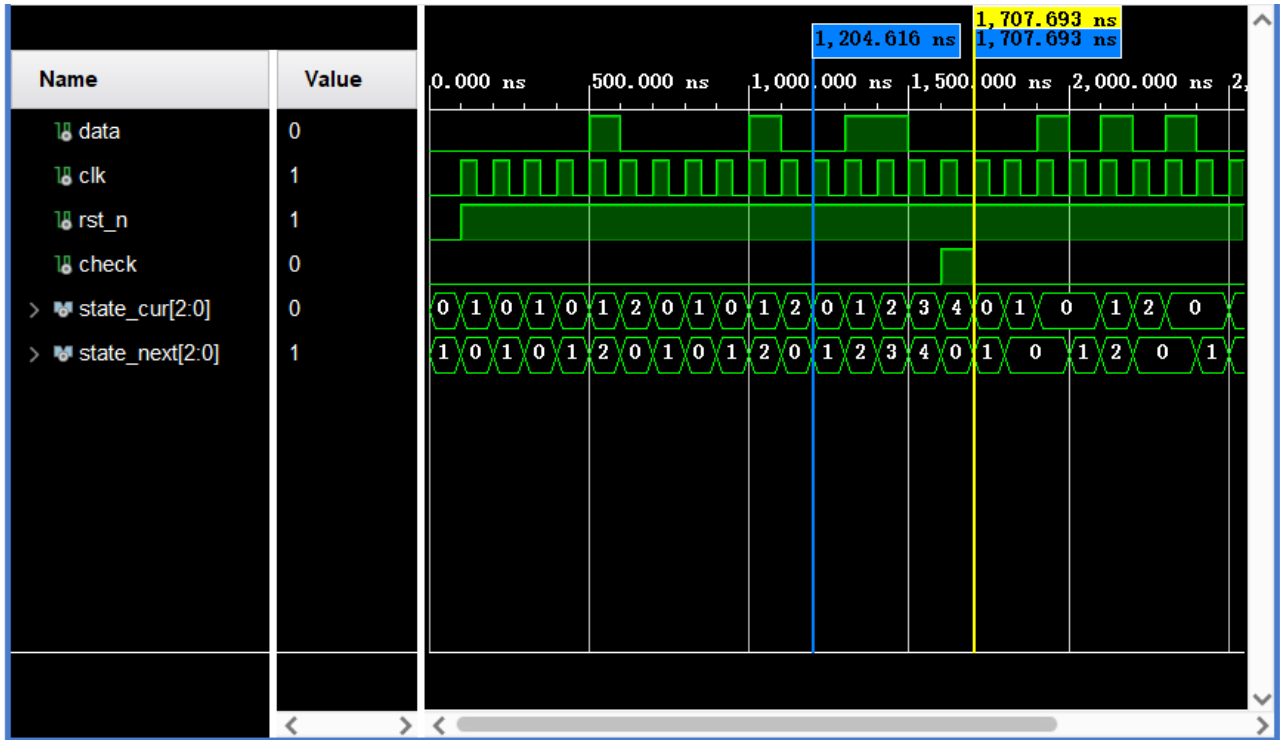 1,707.693 ns
1,204.616 ns 1,707.693 ns
Name Value 0.000 ns 500.000 ns 1,000.000 ns 1,500.000 ns 2,000.000 ns 2,
data 0
clk 1
rst_n 1
check 0
state_cur[2:0] 0 0 1 0 1 0 1 2 0 1 0 1 2 0 1 2 3 4 0 1 0 1 2 0
state_next[2:0] 1 1 0 1 0 1 2 0 1 0 1 2 0 1 2 3 4 0 1 0 1 2 0 1